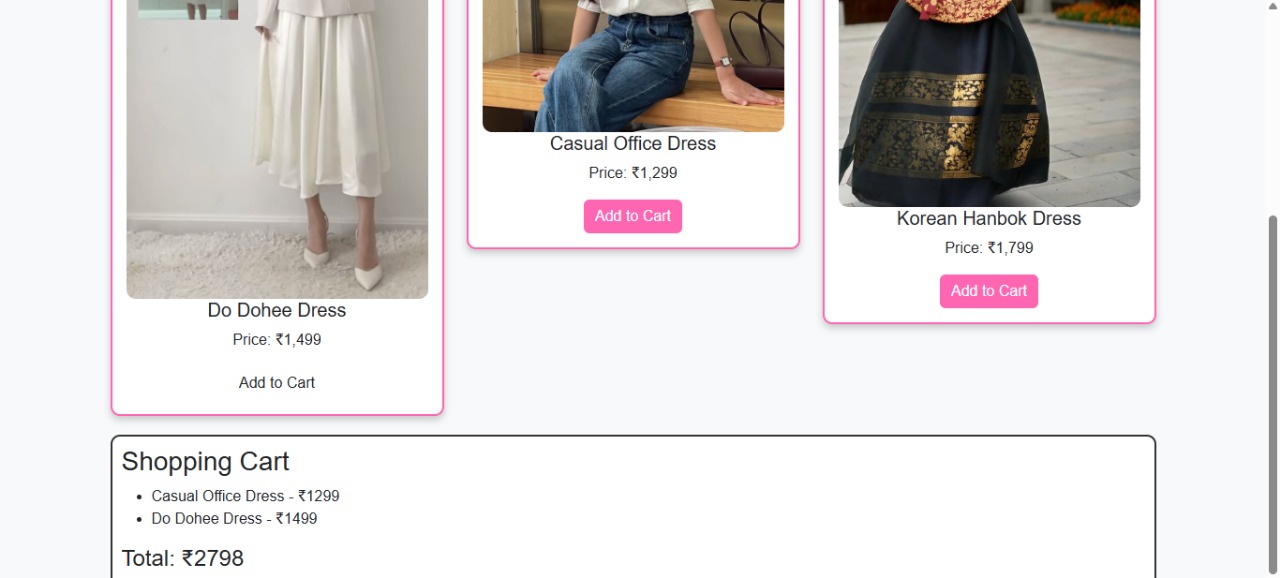 Casual Office Dress
Price: ₹1,299
Add to Cart
Korean Hanbok Dress
Price: ₹1,799
Add to Cart
Do Dohee Dress
Price: ₹1,499
Add to Cart
Shopping Cart
Casual Office Dress - ₹1299
Do Dohee Dress - ₹1499
Total: ₹2798